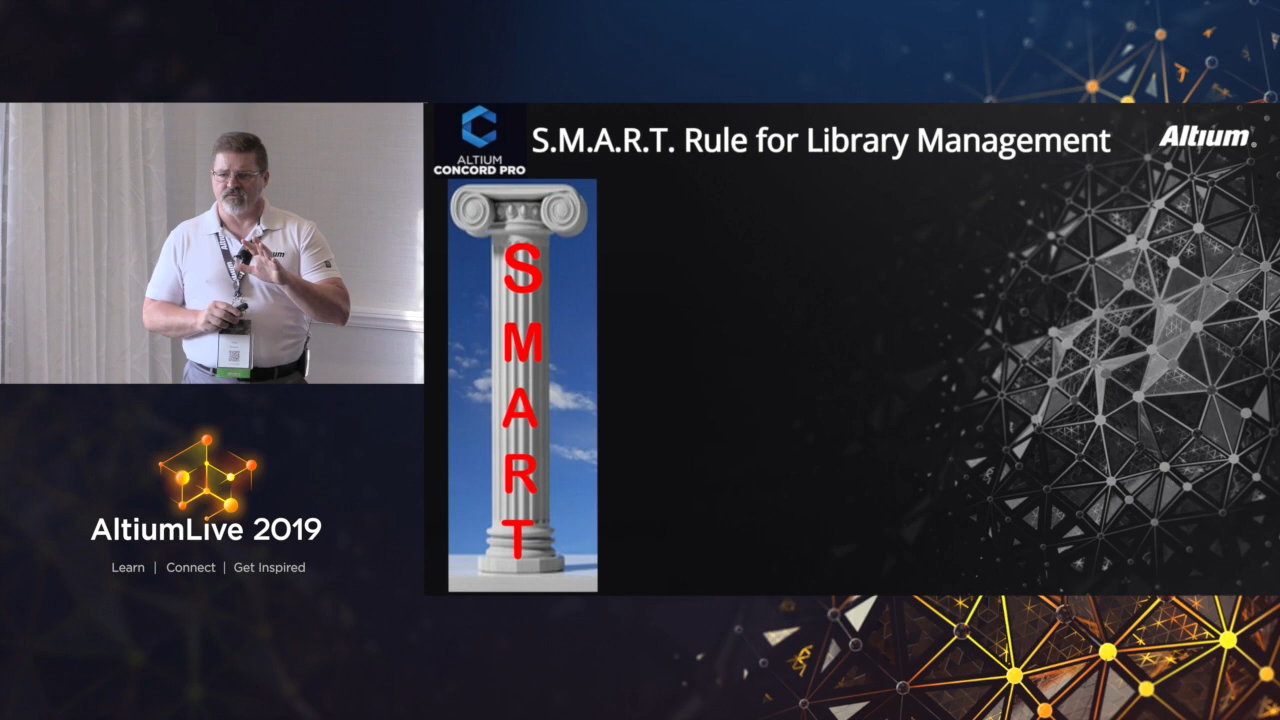 ALTIUM
CONCORD PRO
S.M.A.R.T. Rule for Library Management
Altium®
S
M
A
R
T
AltiumLive 2019
Learn | Connect | Get Inspired